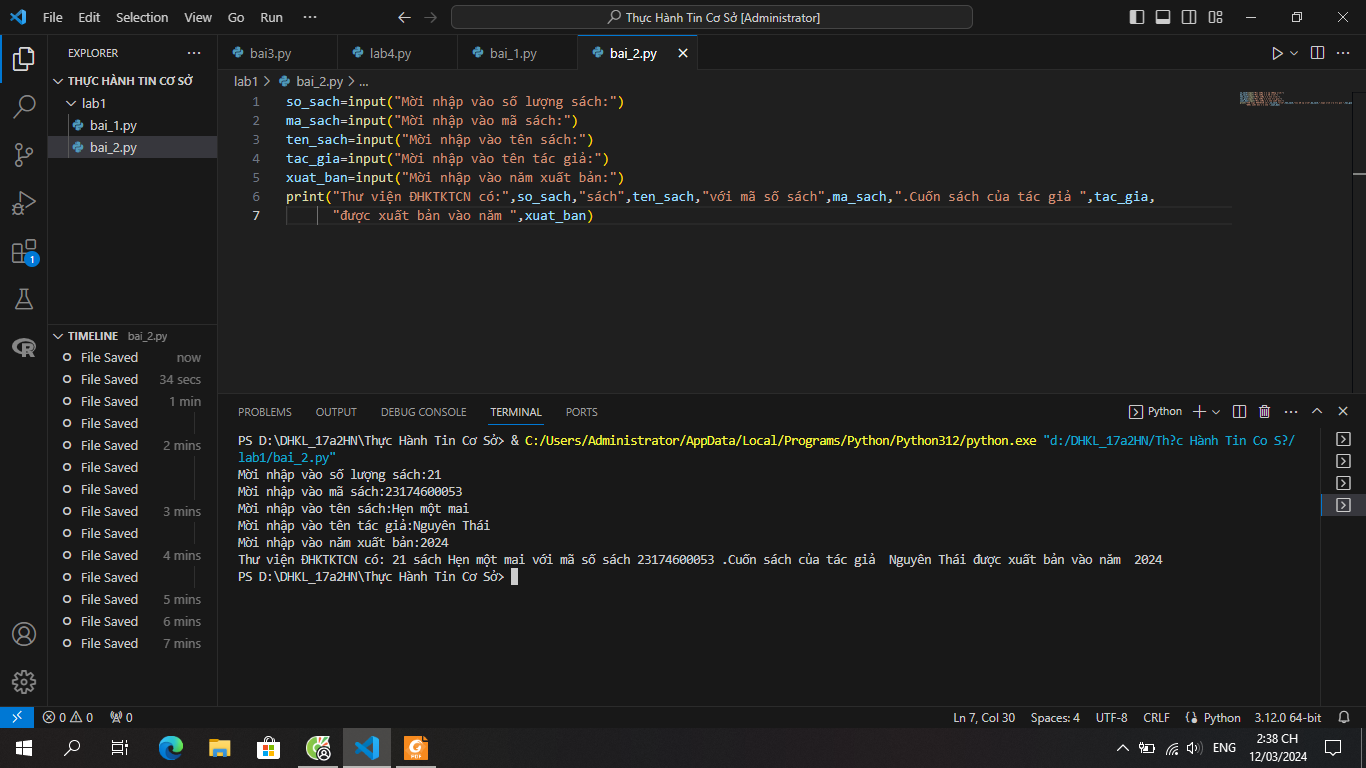 File Edit Selection View Go Run ···
Thực Hành Tin Cơ Sở [Administrator]
EXPLORER ···
THỰC HÀNH TIN CƠ SỞ
lab1
bai_1.py
bai_2.py
TIMELINE bai_2.py
File Saved now
File Saved 34 secs
File Saved 1 min
File Saved
File Saved 2 mins
File Saved
File Saved
File Saved 3 mins
File Saved
File Saved 4 mins
File Saved
File Saved 5 mins
File Saved 6 mins
File Saved 7 mins
1
bai3.py lab4.py bai_1.py bai_2.py
lab1 > bai_2.py > ...
1 so_sach=input("Mời nhập vào số lượng sách:")
2 ma_sach=input("Mời nhập vào mã sách:")
3 ten_sach=input("Mời nhập vào tên sách:")
4 tac_gia=input("Mời nhập vào tên tác giả:")
5 xuat_ban=input("Mời nhập vào năm xuất bản:")
6 print("Thư viện ĐHKTKTCN có:",so_sach,"sách",ten_sach,"với mã số sách",ma_sach,".Cuốn sách của tác giả ",tac_gia,
7 "được xuất bản vào năm ",xuat_ban)
PROBLEMS OUTPUT DEBUG CONSOLE TERMINAL PORTS
Python
PS D:\DHKL_17a2HN\Thực Hành Tin Cơ Sở> & C:/Users/Administrator/AppData/Local/Programs/Python/Python312/python.exe "d:/DHKL_17a2HN/Th?c Hành Tin Co S?/
lab1/bai_2.py"
Mời nhập vào số lượng sách:21
Mời nhập vào mã sách:23174600053
Mời nhập vào tên sách:Hẹn một mai
Mời nhập vào tên tác giả:Nguyên Thái
Mời nhập vào năm xuất bản:2024
Thư viện ĐHKTKTCN có: 21 sách Hẹn một mai với mã số sách 23174600053 .Cuốn sách của tác giả  Nguyên Thái được xuất bản vào năm  2024
PS D:\DHKL_17a2HN\Thực Hành Tin Cơ Sở>
0 0 0
Ln 7, Col 30 Spaces: 4 UTF-8 CRLF Python 3.12.0 64-bit
ENG
2:38 CH
12/03/2024